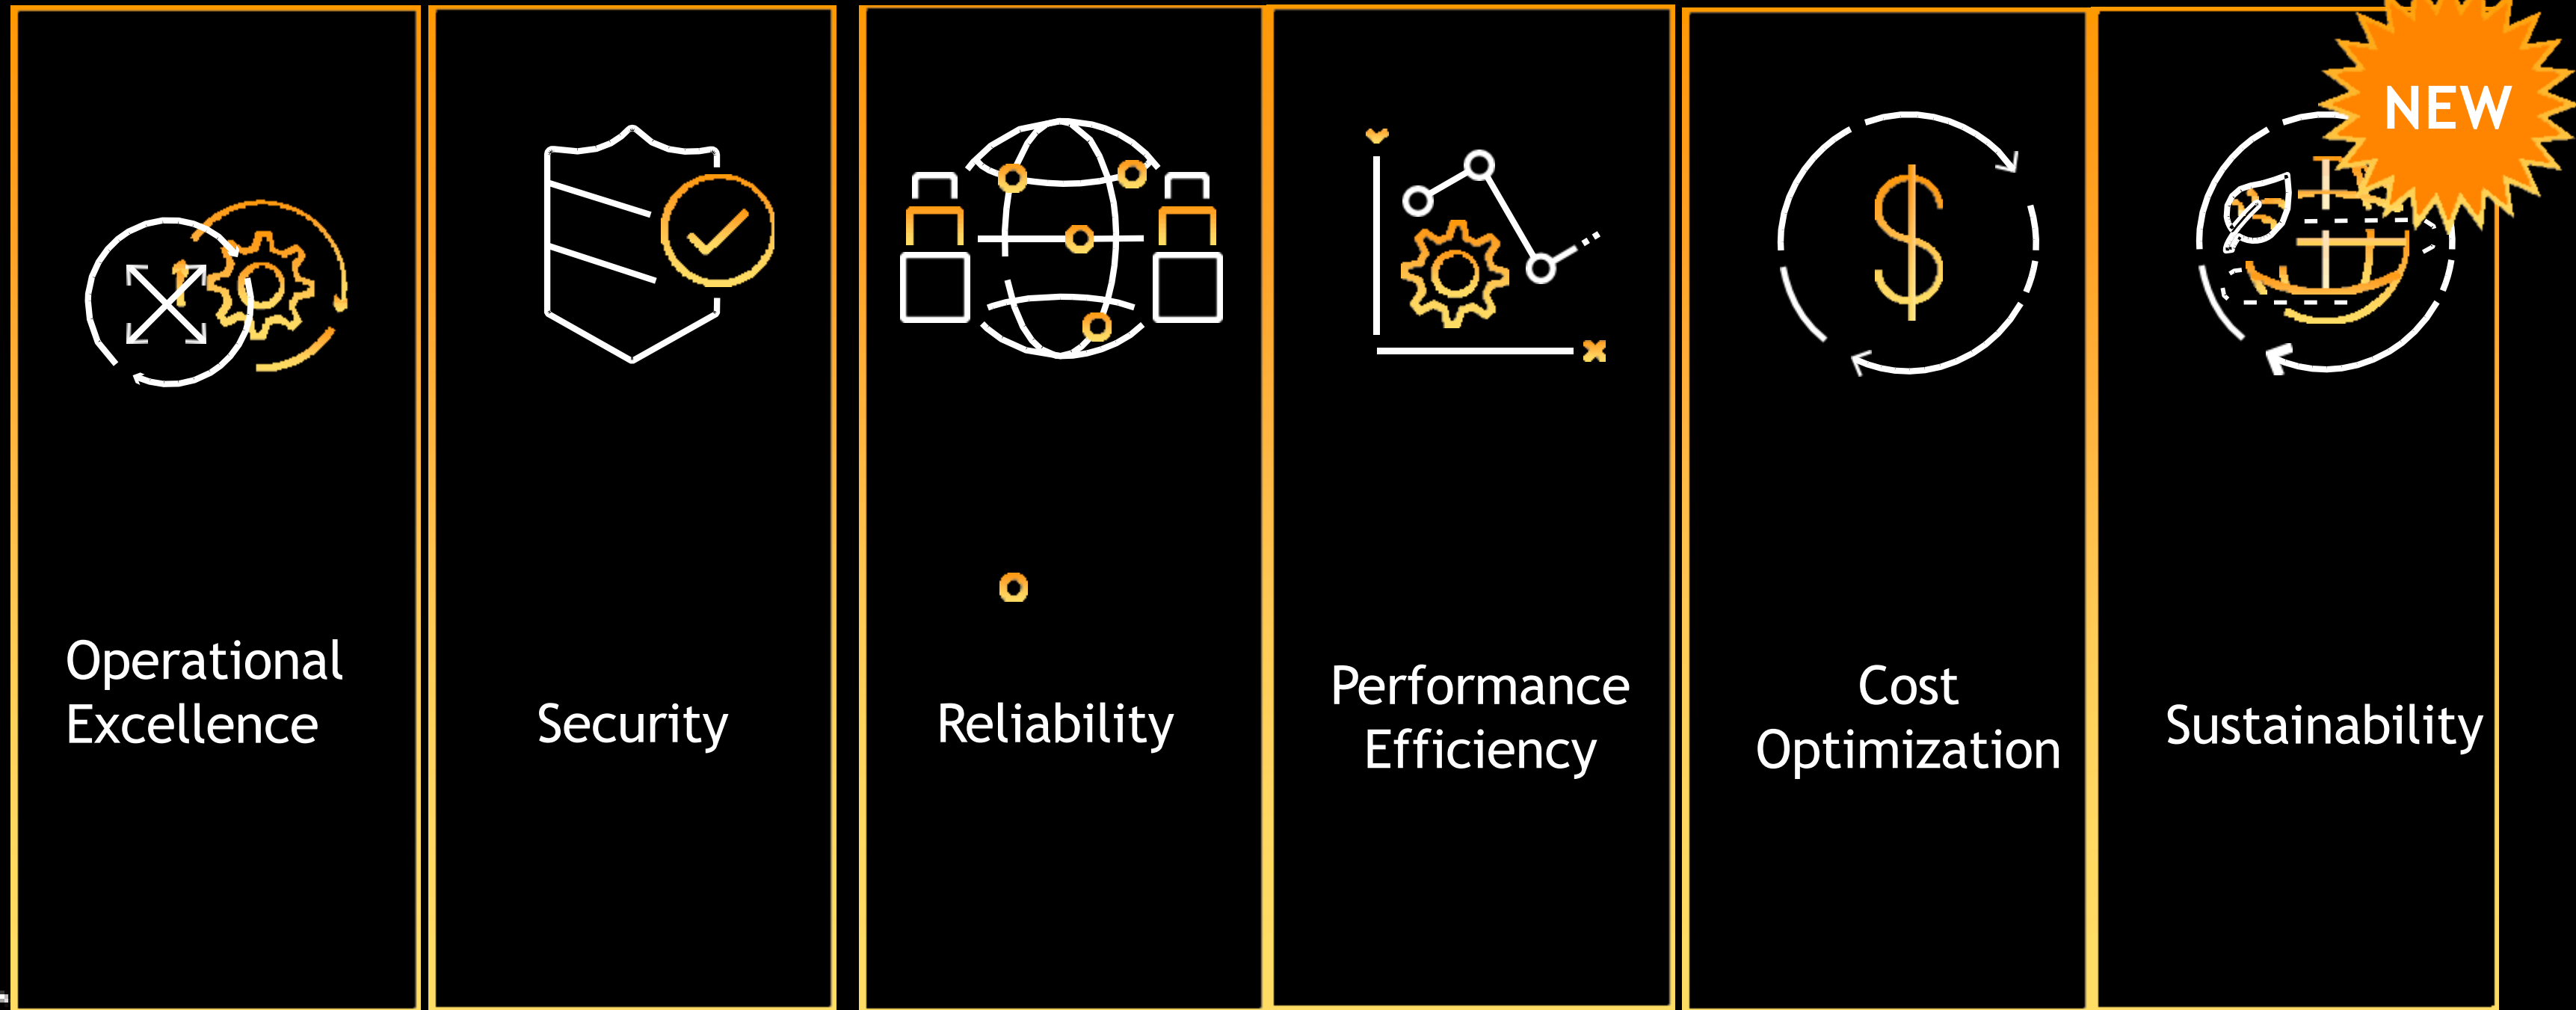 NEW
Operational
Excellence
Security
Reliability
Performance
Efficiency
Cost
Optimization
Sustainability